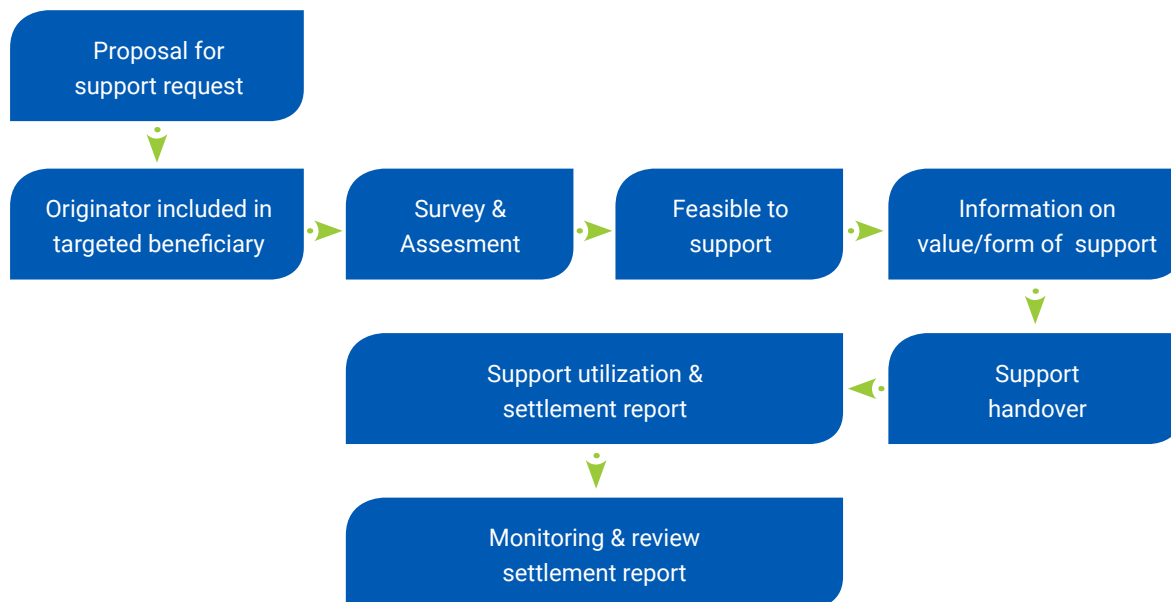 Proposal for
support request
Originator included in
targeted beneficiary
Survey &
Assesment
Feasible to
support
Information on
value/form of support
Support
handover
Support utilization &
settlement report
Monitoring & review
settlement report